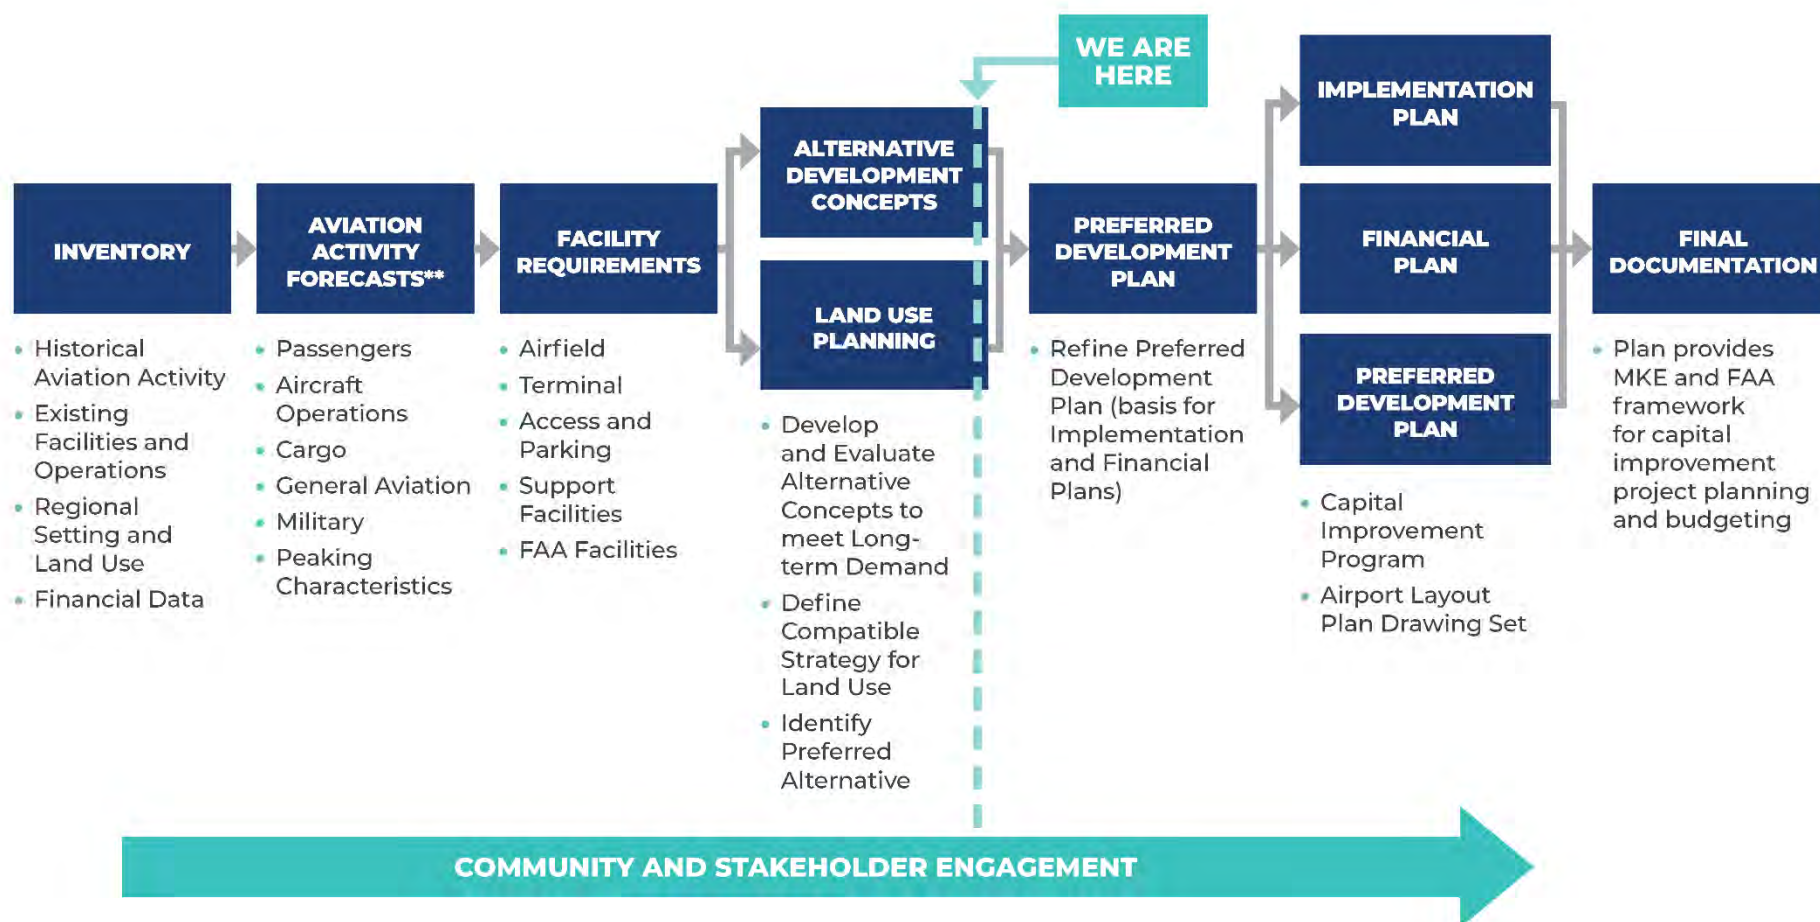 WE ARE
HERE
INVENTORY
• Historical
Aviation Activity
• Existing
Facilities and
Operations
• Regional
Setting and
Land Use
• Financial Data
AVIATION
ACTIVITY
FORECASTS**
• Passengers
• Aircraft
Operations
• Cargo
• General Aviation
• Military
• Peaking
Characteristics
FACILITY
REQUIREMENTS
• Airfield
• Terminal
• Access and
Parking
• Support
Facilities
• FAA Facilities
ALTERNATIVE
DEVELOPMENT
CONCEPTS
LAND USE
PLANNING
• Develop
and Evaluate
Alternative
Concepts to
meet Long-
term Demand
• Define
Compatible
Strategy for
Land Use
• Identify
Preferred
Alternative
PREFERRED
DEVELOPMENT
PLAN
• Refine Preferred
Development
Plan (basis for
Implementation
and Financial
Plans)
IMPLEMENTATION
PLAN
FINANCIAL
PLAN
PREFERRED
DEVELOPMENT
PLAN
• Capital
Improvement
Program
• Airport Layout
Plan Drawing Set
FINAL
DOCUMENTATION
• Plan provides
MKE and FAA
framework
for capital
improvement
project planning
and budgeting
COMMUNITY AND STAKEHOLDER ENGAGEMENT